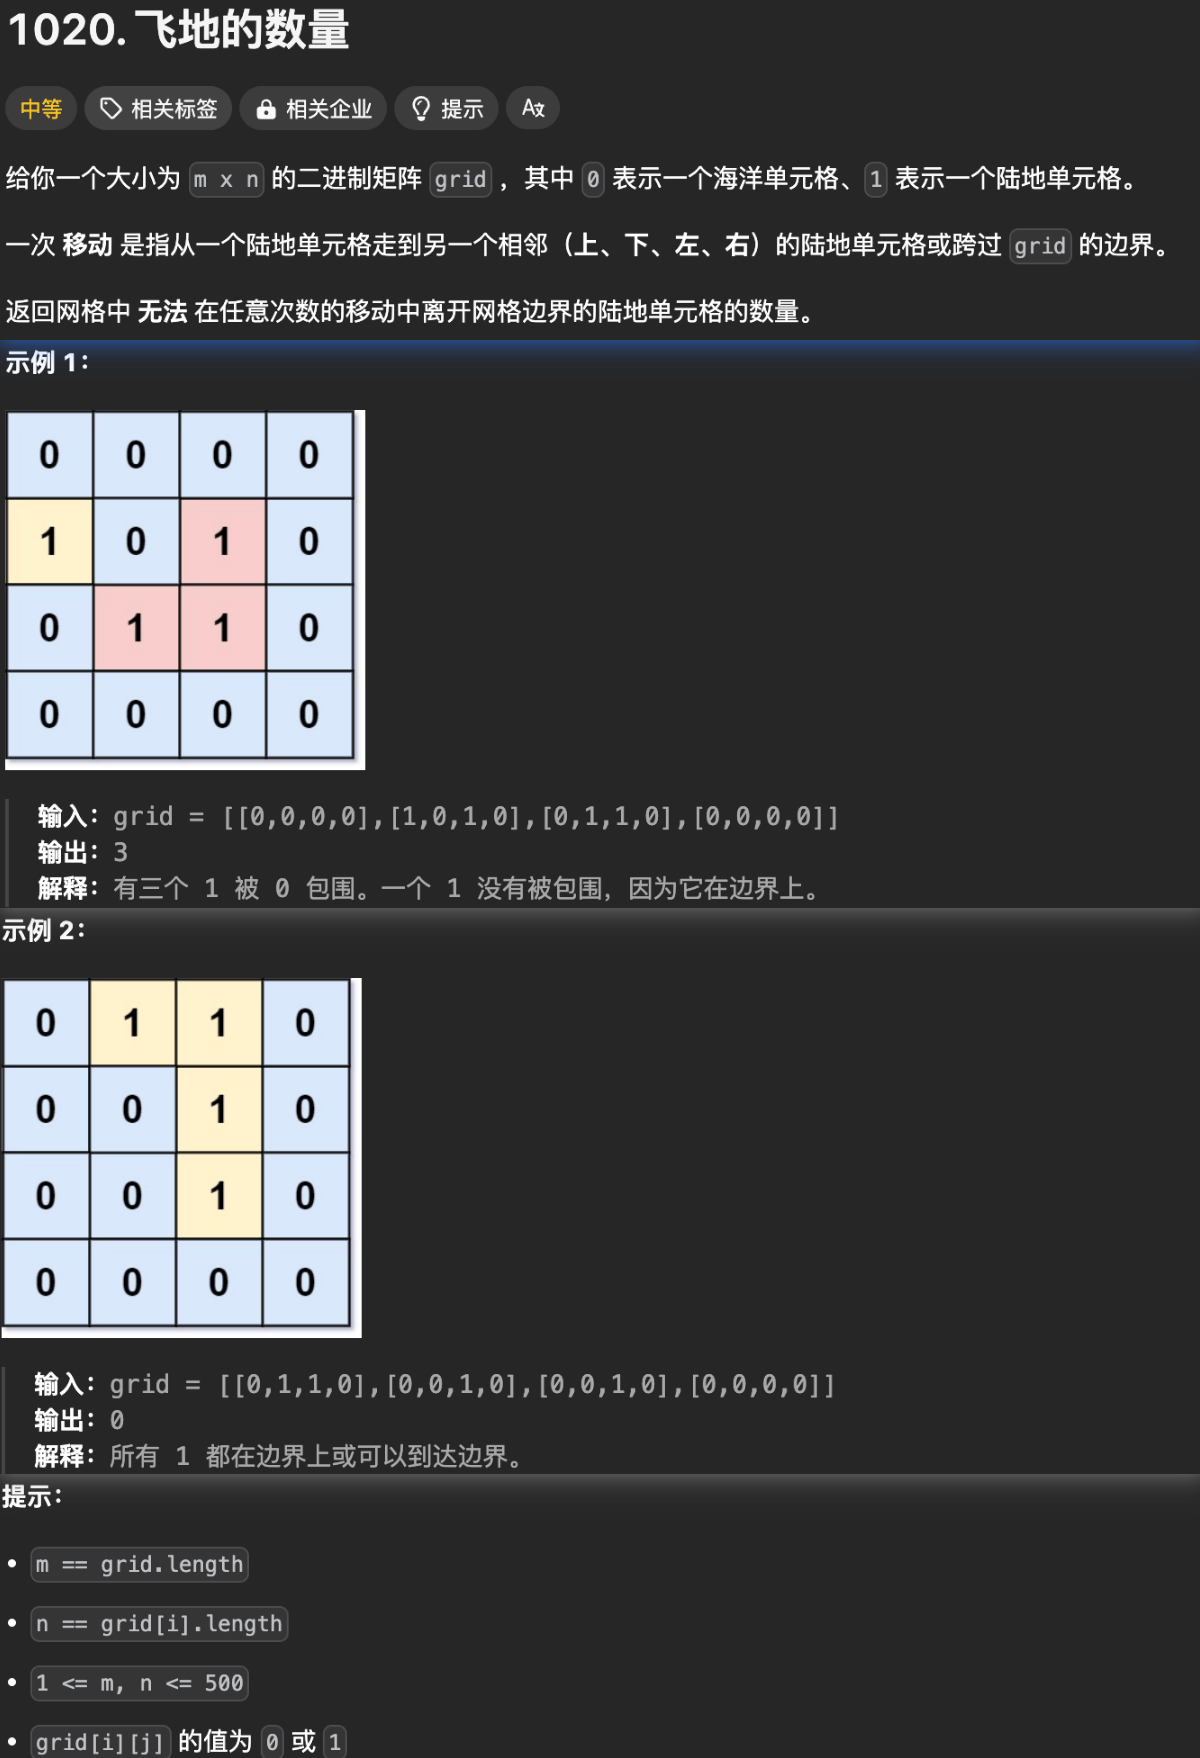 1020. 飞地的数量
中等 相关标签 相关企业 提示 Aあ
给你一个大小为 m x n 的二进制矩阵 grid ，其中 0 表示一个海洋单元格、1 表示一个陆地单元格。
一次 移动 是指从一个陆地单元格走到另一个相邻（上、下、左、右）的陆地单元格或跨过 grid 的边界。
返回网格中 无法 在任意次数的移动中离开网格边界的陆地单元格的数量。
示例 1：
0 0 0 0
1 0 1 0
0 1 1 0
0 0 0 0
输入：grid = [[0,0,0,0],[1,0,1,0],[0,1,1,0],[0,0,0,0]]
输出：3
解释：有三个 1 被 0 包围。一个 1 没有被包围，因为它在边界上。
示例 2：
0 1 1 0
0 0 1 0
0 0 1 0
0 0 0 0
输入：grid = [[0,1,1,0],[0,0,1,0],[0,0,1,0],[0,0,0,0]]
输出：0
解释：所有 1 都在边界上或可以到达边界。
提示：
• m == grid.length
• n == grid[i].length
• 1 <= m, n <= 500
• grid[i][j] 的值为 0 或 1